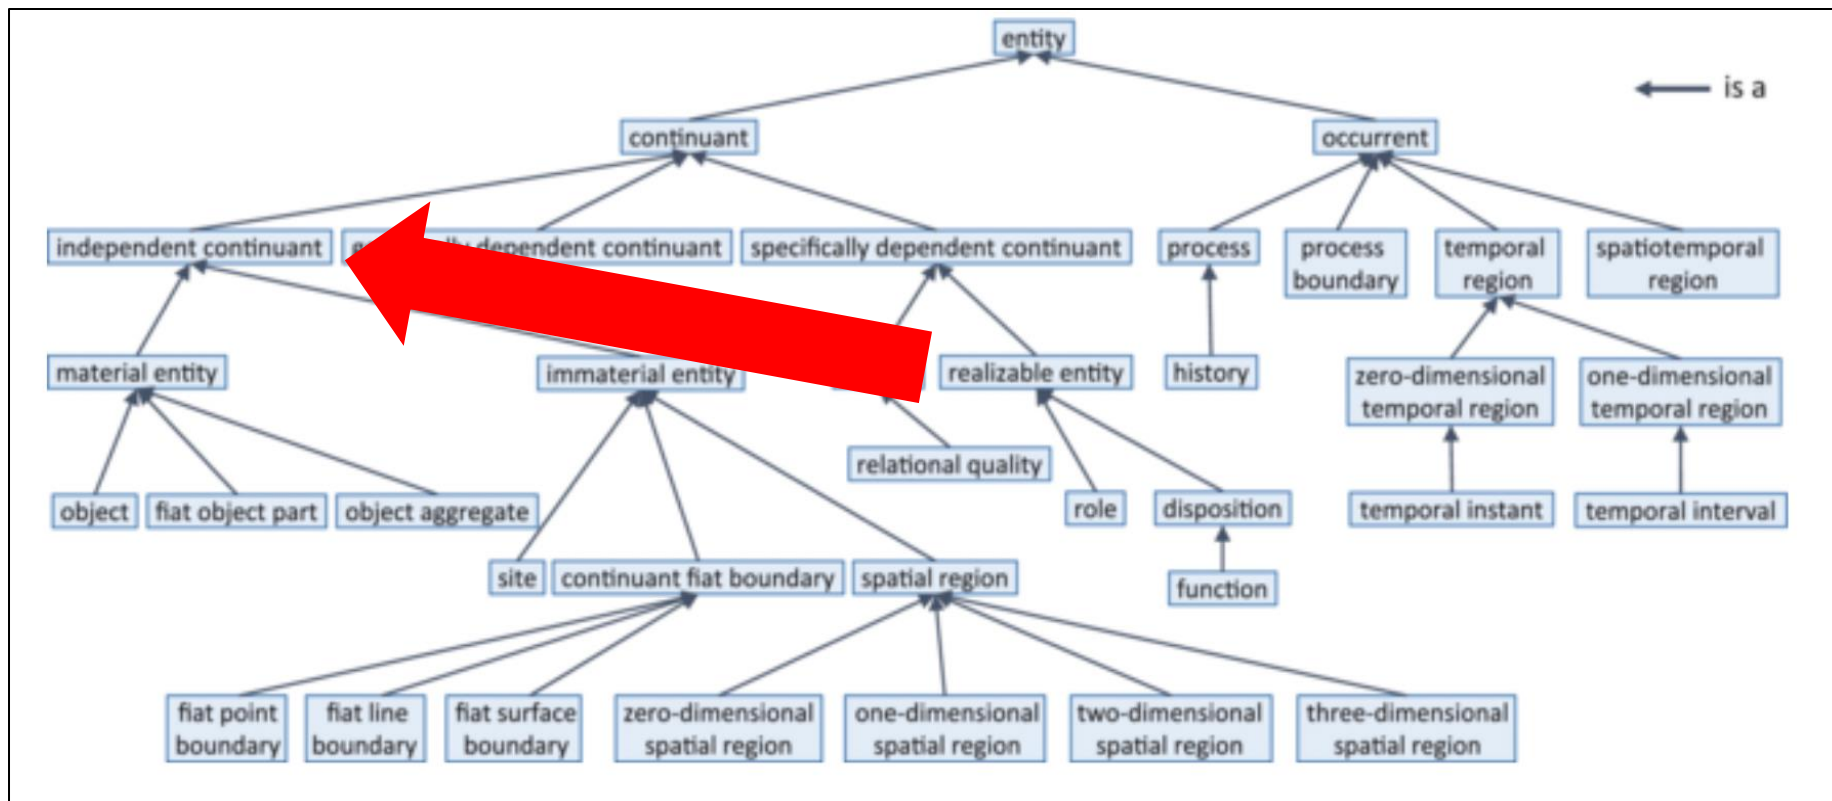 entity
is a
continuant
occurrent
independent continuant
dependent continuant
specifically dependent continuant
process
process
boundary
temporal
region
spatiotemporal
region
material entity
immaterial entity
realizable entity
history
zero-dimensional
temporal region
one-dimensional
temporal region
relational quality
object
fiat object part
object aggregate
role
disposition
temporal instant
temporal interval
site
continuant fiat boundary
spatial region
function
fiat point
boundary
fiat line
boundary
fiat surface
boundary
zero-dimensional
spatial region
one-dimensional
spatial region
two-dimensional
spatial region
three-dimensional
spatial region